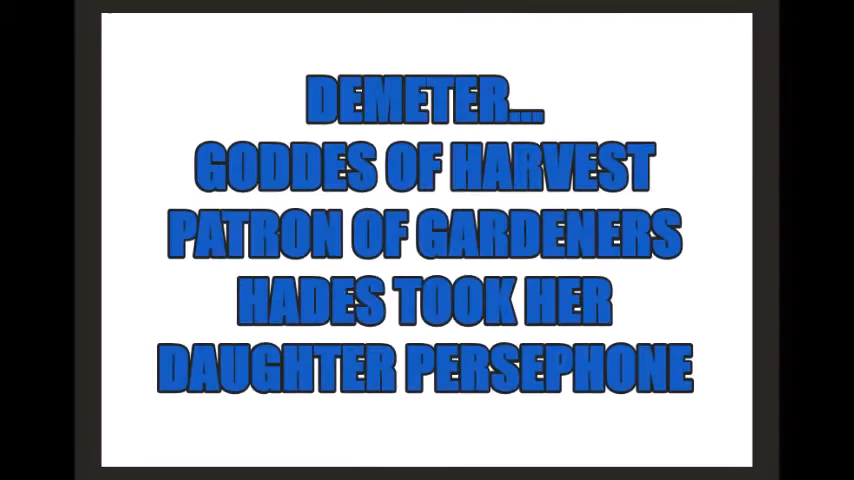 DEMETER...
GODDES OF HARVEST
PATRON OF GARDENERS
HADES TOOK HER
DAUGHTER PERSEPHONE